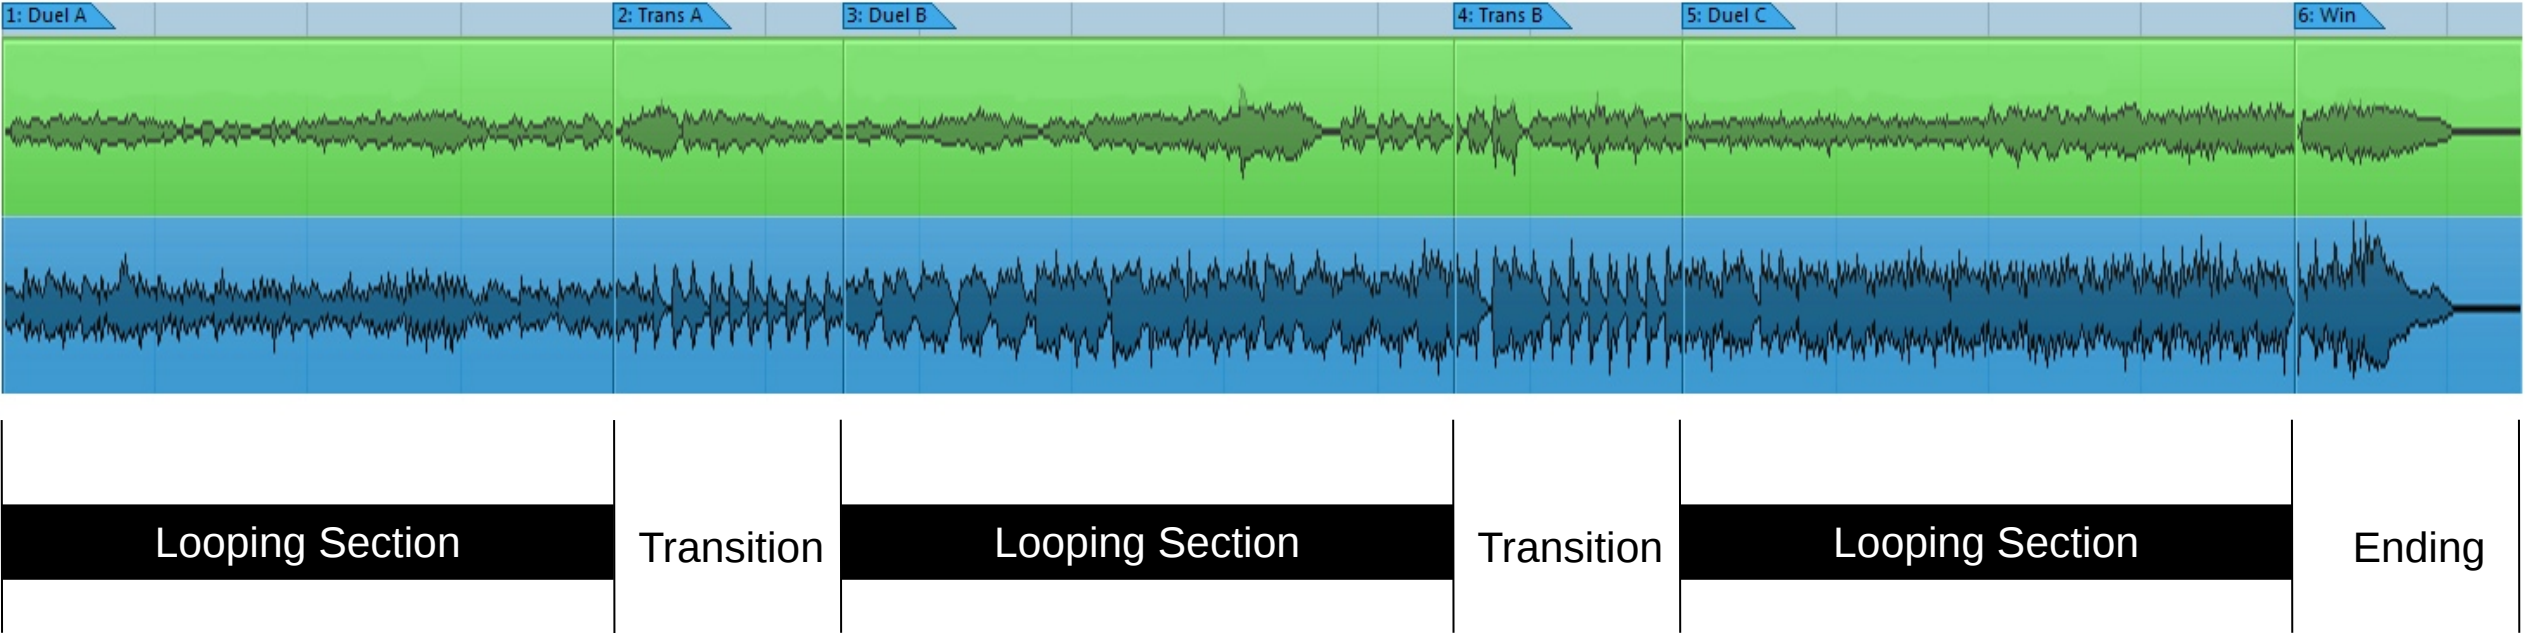 1: Duel A
2: Trans A
3: Duel B
4: Trans B
5: Duel C
6: Win
Looping Section
Transition
Looping Section
Transition
Looping Section
Ending